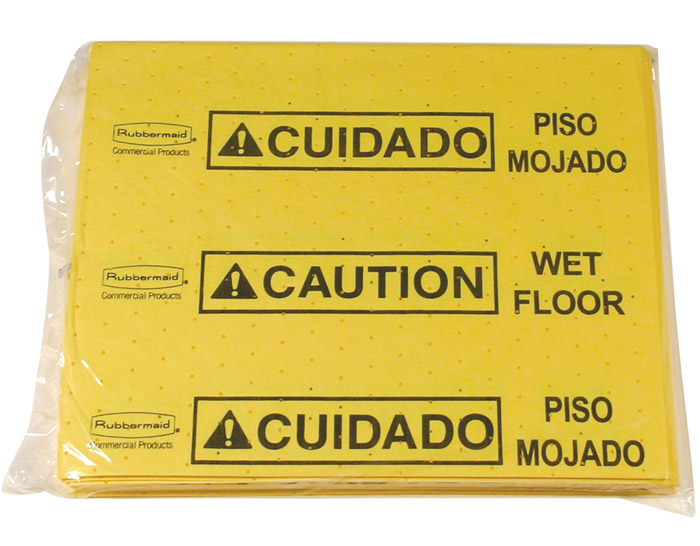 Rubbermaid®
Commercial Products
CUIDADO
PISO
MOJADO
Rubbermaid®
Commercial Products
CAUTION
WET
FLOOR
Rubbermaid®
Commercial Products
CUIDADO
PISO
MOJADO